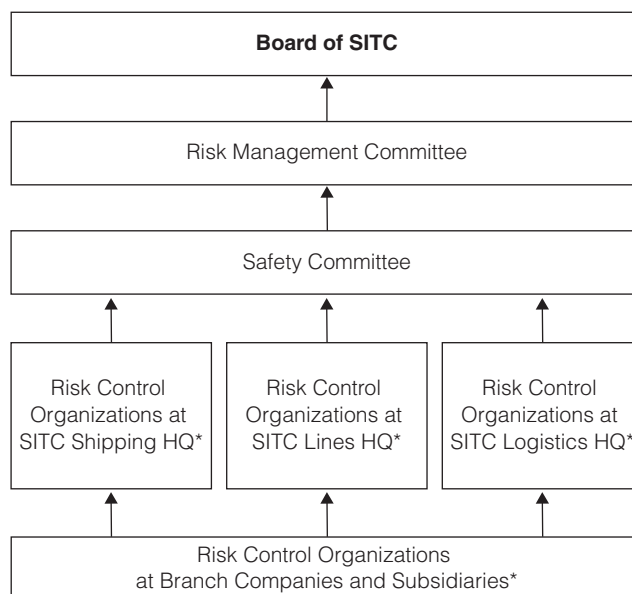 Board of SITC
Risk Management Committee
Safety Committee
Risk Control
Organizations at
SITC Shipping HQ*
Risk Control
Organizations at
SITC Lines HQ*
Risk Control
Organizations at
SITC Logistics HQ*
Risk Control Organizations
at Branch Companies and Subsidiaries*